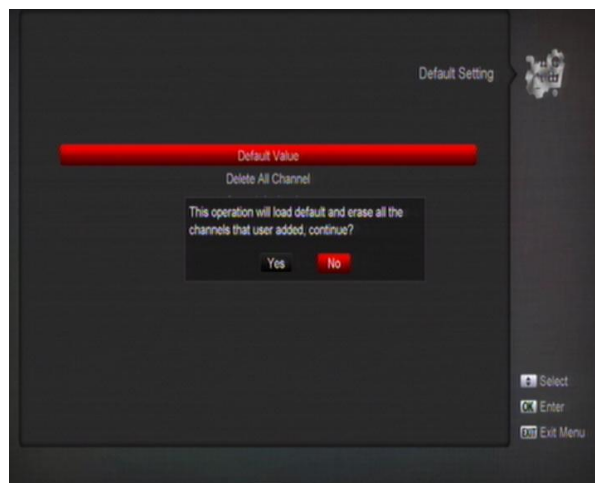 Default Setting
Default Value
Delete All Channel
This operation will load default and erase all the
channels that user added, continue?
Yes No
Select
OK Enter
EXIT Exit Menu